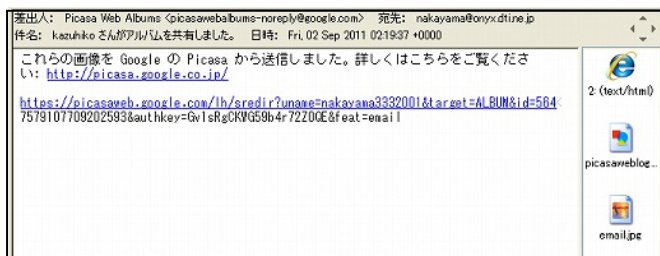 差出人: Picasa Web Albums <picasawebalbums-noreply@google.com> 宛先: nakayama@onyx.dti.ne.jp
件名: kazuhiko さんがアルバムを共有しました。 日時: Fri, 02 Sep 2011 02:19:37 +0000
これらの画像を Google の Picasa から送信しました。詳しくはこちらをご覧くださ
い: http://picasa.google.co.jp/
https://picasaweb.google.com/lh/sredir?uname=nakayama3332001&target=ALBUM&id=564
7579107709202593&authkey=Gv1sRgCKWG59b4r72ZOQE&feat=email
2: (text/html)
picasaweblog...
email.jpg